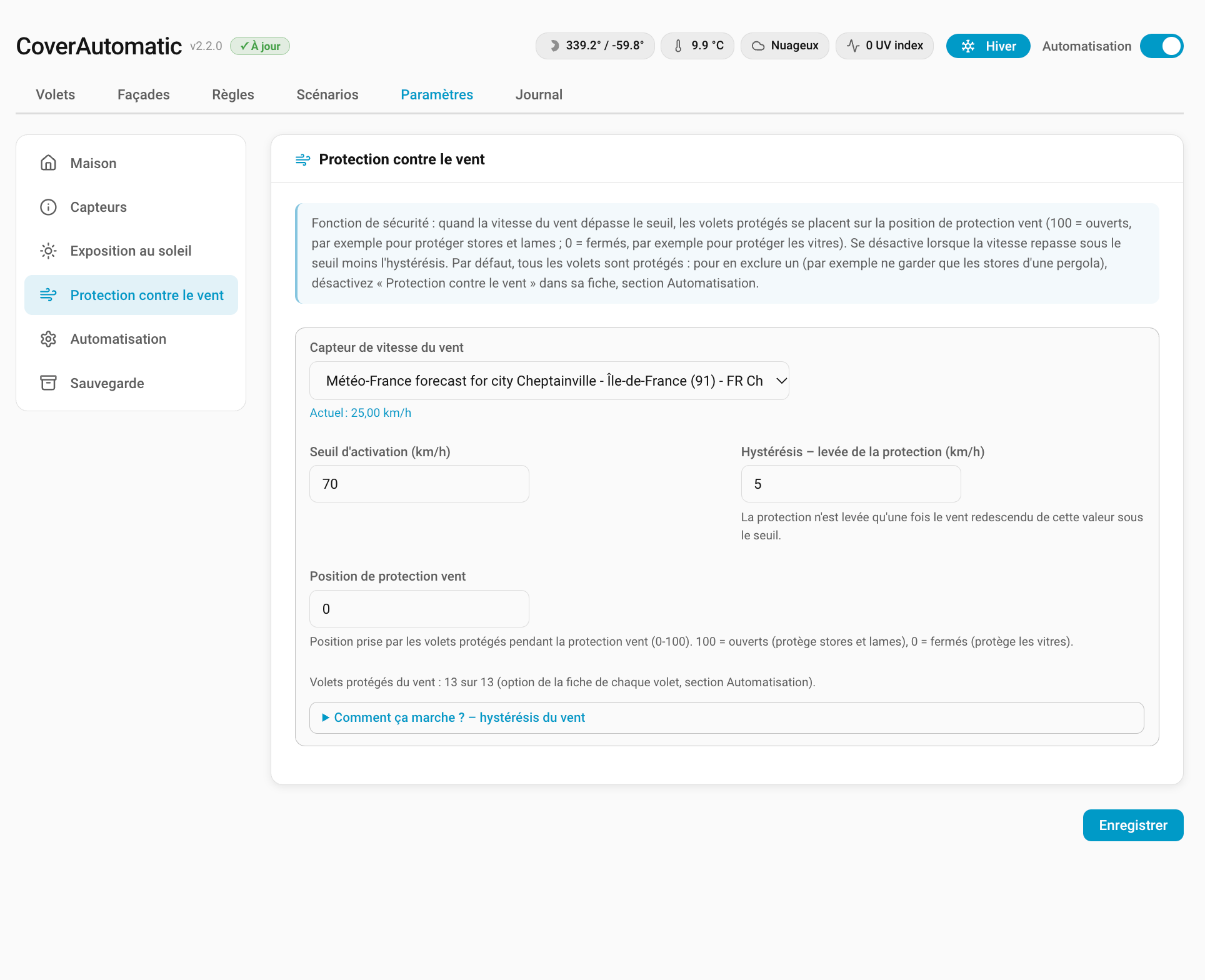 CoverAutomatic v2.2.0 ✓ À jour
339.2° / -59.8° 9.9 °C Nuageux 0 UV index Hiver Automatisation
Volets Façades Règles Scénarios Paramètres Journal
Maison
Capteurs
Exposition au soleil
Protection contre le vent
Automatisation
Sauvegarde
Protection contre le vent
Fonction de sécurité : quand la vitesse du vent dépasse le seuil, les volets protégés se placent sur la position de protection vent (100 = ouverts,
par exemple pour protéger stores et lames ; 0 = fermés, par exemple pour protéger les vitres). Se désactive lorsque la vitesse repasse sous le
seuil moins l'hystérésis. Par défaut, tous les volets sont protégés : pour en exclure un (par exemple ne garder que les stores d'une pergola),
désactivez « Protection contre le vent » dans sa fiche, section Automatisation.
Capteur de vitesse du vent
Météo-France forecast for city Cheptainville - Île-de-France (91) - FR Ch
Actuel : 25,00 km/h
Seuil d'activation (km/h)
70
Hystérésis – levée de la protection (km/h)
5
La protection n'est levée qu'une fois le vent redescendu de cette valeur sous
le seuil.
Position de protection vent
0
Position prise par les volets protégés pendant la protection vent (0-100). 100 = ouverts (protège stores et lames), 0 = fermés (protège les vitres).
Volets protégés du vent : 13 sur 13 (option de la fiche de chaque volet, section Automatisation).
▶ Comment ça marche ? – hystérésis du vent
Enregistrer